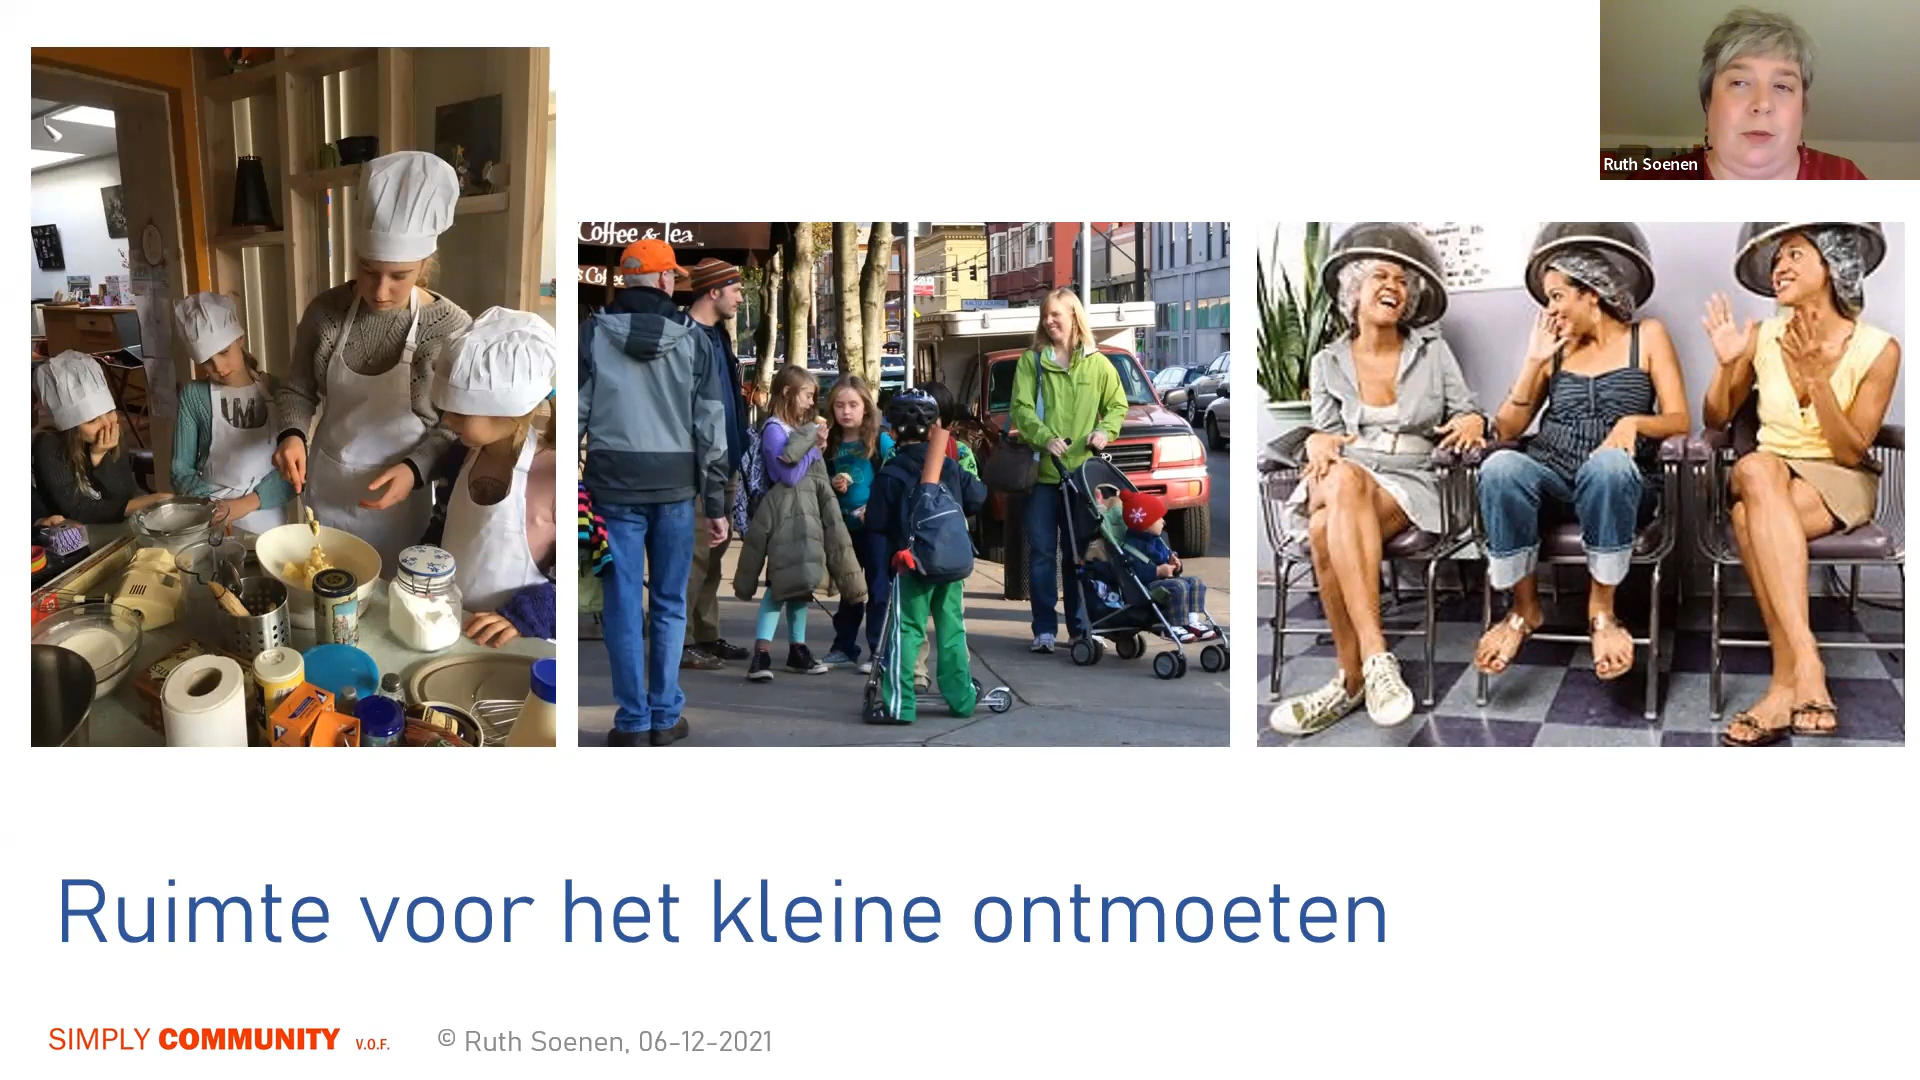 Ruth Soenen
Coffee & Tea
Ruimte voor het kleine ontmoeten
SIMPLY COMMUNITY V.O.F.
© Ruth Soenen, 06-12-2021